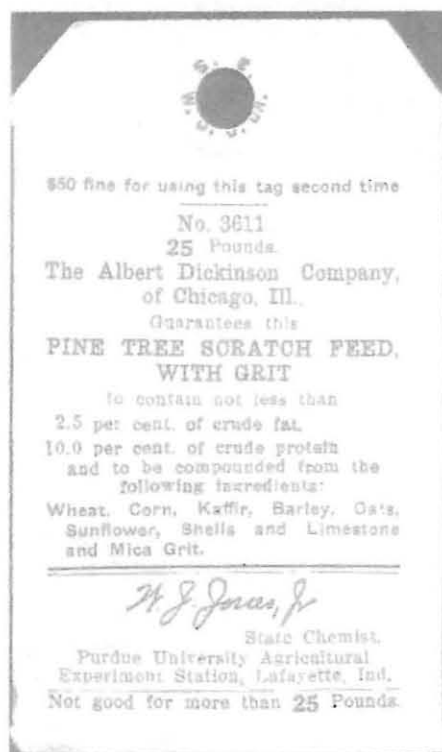 $50 fine for using this tag second time
No. 3611
25 Pounds.
The Albert Dickinson Company,
of Chicago, Ill.,
Guarantees this
PINE TREE SCRATCH FEED,
WITH GRIT
to contain not less than
2.5 per cent. of crude fat,
10.0 per cent. of crude protein
and to be compounded from the
following ingredients:
Wheat, Corn, Kaffir, Barley, Oats,
Sunflower, Shells and Limestone
and Mica Grit.
W. J. Jones, Jr
State Chemist.
Purdue University Agricultural
Experiment Station, Lafayette, Ind.
Not good for more than 25 Pounds.